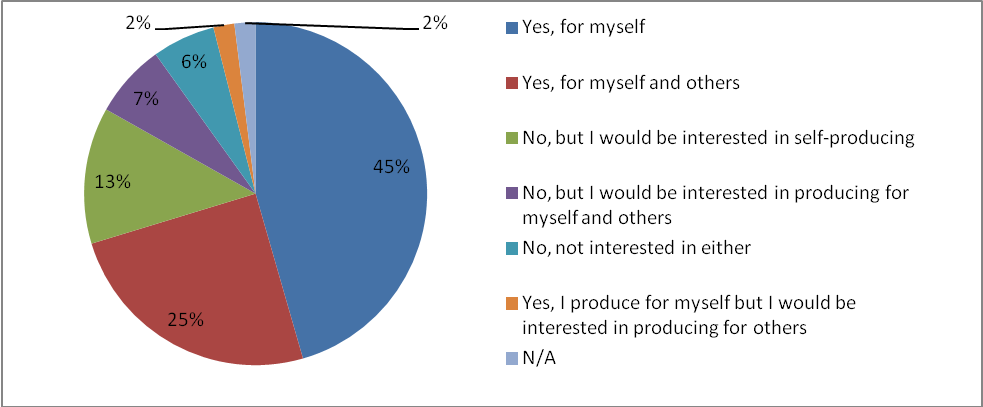 2%
2%
6%
7%
13%
45%
25%
Yes, for myself
Yes, for myself and others
No, but I would be interested in self-producing
No, but I would be interested in producing for
myself and others
No, not interested in either
Yes, I produce for myself but I would be
interested in producing for others
N/A